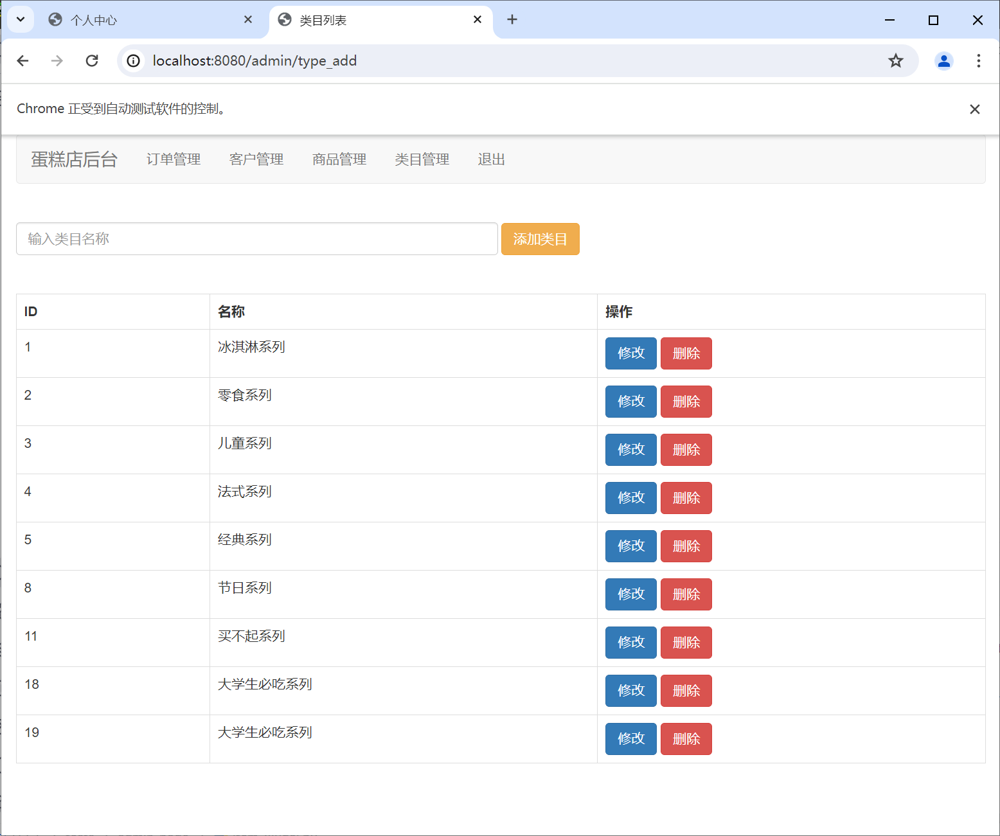 个人中心
类目列表
localhost:8080/admin/type_add
Chrome 正受到自动测试软件的控制。
蛋糕店后台 订单管理 客户管理 商品管理 类目管理 退出
输入类目名称 添加类目
ID 名称 操作
1 冰淇淋系列 修改 删除
2 零食系列 修改 删除
3 儿童系列 修改 删除
4 法式系列 修改 删除
5 经典系列 修改 删除
8 节日系列 修改 删除
11 买不起系列 修改 删除
18 大学生必吃系列 修改 删除
19 大学生必吃系列 修改 删除